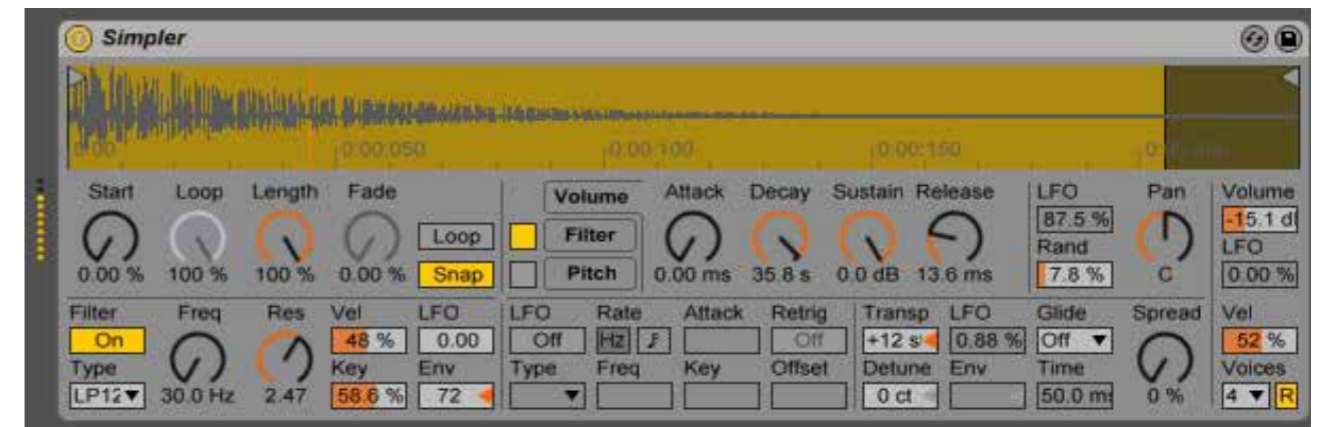 Simpler
0:00 0:00:050 0:00:100 0:00:150
Start Loop Length Fade Volume Attack Decay Sustain Release LFO Pan Volume
87.5 % -15.1 d
Loop Filter Rand LFO
0.00 % 100 % 100 % 0.00 % Snap Pitch 0.00 ms 35.8 s 0.0 dB 13.6 ms 7.8 % C 0.00 %
Filter Freq Res Vel LFO LFO Rate Attack Retrig Transp LFO Glide Spread Vel
On 48 % 0.00 Off Hz Off +12 s 0.88 % Off 52 %
Type Key Env Type Freq Key Offset Detune Env Time Voices
LP12 30.0 Hz 2.47 58.6 % 72 0 ct 50.0 m 0 % 4 R